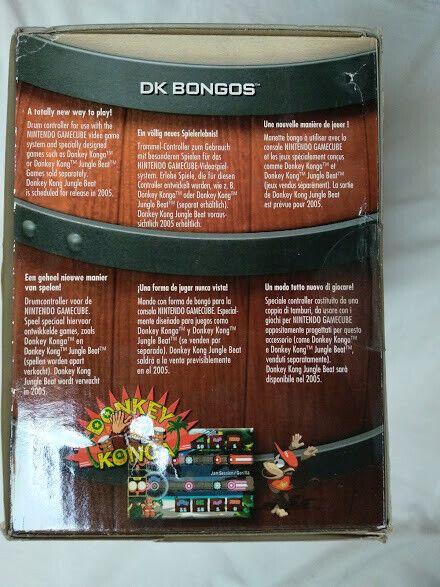 DK BONGOS™
A totally new way to play!
Drum controller for use with the
NINTENDO GAMECUBE video game
system and specially designed
games such as Donkey Konga™
or Donkey Kong™ Jungle Beat™
Games sold separately.
Donkey Kong Jungle Beat
is scheduled for release in 2005.
Ein völlig neues Spielerlebnis!
Trommel-Controller zum Gebrauch
mit besonderen Spielen für das
NINTENDO GAMECUBE-Videospiel-
system. Erlebe Spiele, die für diesen
Controller entwickelt wurden, wie z. B.
Donkey Konga™ oder Donkey Kong™
Jungle Beat™ (separat erhältlich).
Donkey Kong Jungle Beat voraus-
sichtlich 2005 erhältlich.
Une nouvelle manière de jouer !
Manette bongo à utiliser avec la
console NINTENDO GAMECUBE
et les jeux spécialement conçus
comme Donkey Konga™ et
Donkey Kong™ Jungle Beat™
(jeux vendus séparément). La sortie
de Donkey Kong Jungle Beat
est prévue pour 2005.
Een geheel nieuwe manier
van spelen!
Drumcontroller voor de
NINTENDO GAMECUBE.
Speel speciaal hiervoor
ontwikkelde games, zoals
Donkey Konga™ en
Donkey Kong™ Jungle Beat™
(spellen worden apart
verkocht). Donkey Kong
Jungle Beat wordt verwacht
in 2005.
¡Una forma de jugar nunca vista!
Mando con forma de bongó para la
consola NINTENDO GAMECUBE. Especial-
mente diseñado para juegos como
Donkey Konga™ y Donkey Kong™
Jungle Beat™ (se venden por
separado). Donkey Kong Jungle Beat
saldrá a la venta previsiblemente
en el 2005.
Un modo tutto nuovo di giocare!
Speciale controller costituito da una
coppia di tamburi, da usare con i
giochi per NINTENDO GAMECUBE
appositamente progettati per questo
accessorio (come Donkey Konga™
e Donkey Kong™ Jungle Beat™,
venduti separatamente).
Donkey Kong Jungle Beat sarà
disponibile nel 2005.
DONKEY
KONGA
Jam Session/Gorilla